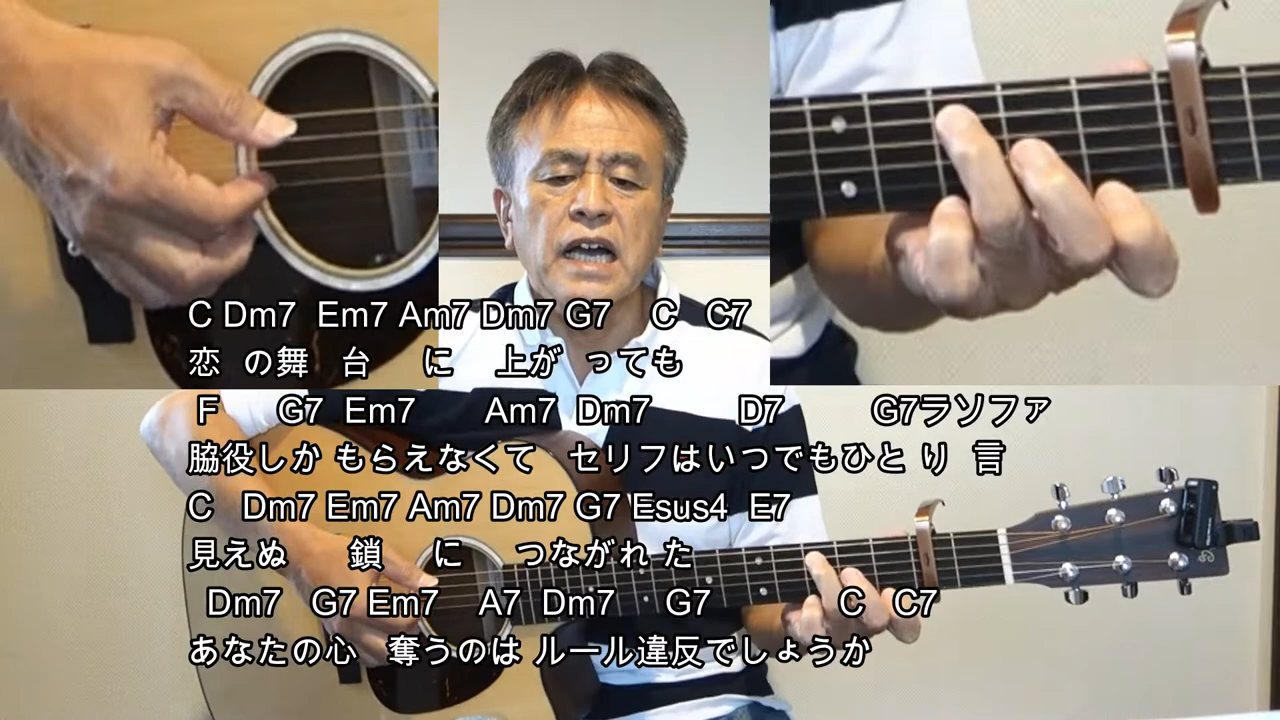 C Dm7 Em7 Am7 Dm7 G7 C C7
恋 の舞 台 に 上が っても
F G7 Em7 Am7 Dm7 D7 G7ラソファ
脇役しか もらえなくて セリフはいつでもひと り 言
C Dm7 Em7 Am7 Dm7 G7 Esus4 E7
見えぬ 鎖 に つながれ た
Dm7 G7 Em7 A7 Dm7 G7 C C7
あなたの心 奪うのは ルール違反でしょうか